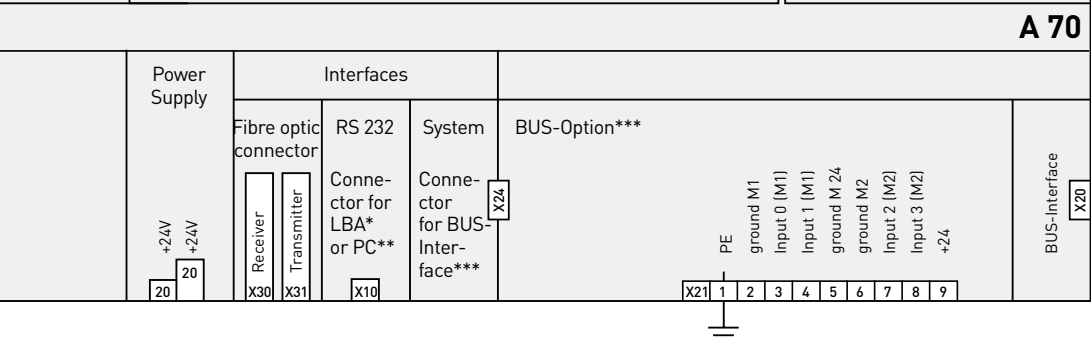 A 70
Power
Supply
Interfaces
Fibre optic
connector
RS 232
System
BUS-Option***
Conne-
ctor for
LBA*
or PC**
Conne-
ctor
for BUS-
Inter-
face***
X24
+24V
+24V
Receiver
Transmitter
PE
ground M1
Input 0 (M1)
Input 1 (M1)
ground M 24
ground M2
Input 2 (M2)
Input 3 (M2)
+24
BUS-Interface
X20
20
20
X30
X31
X10
X21 1 2 3 4 5 6 7 8 9